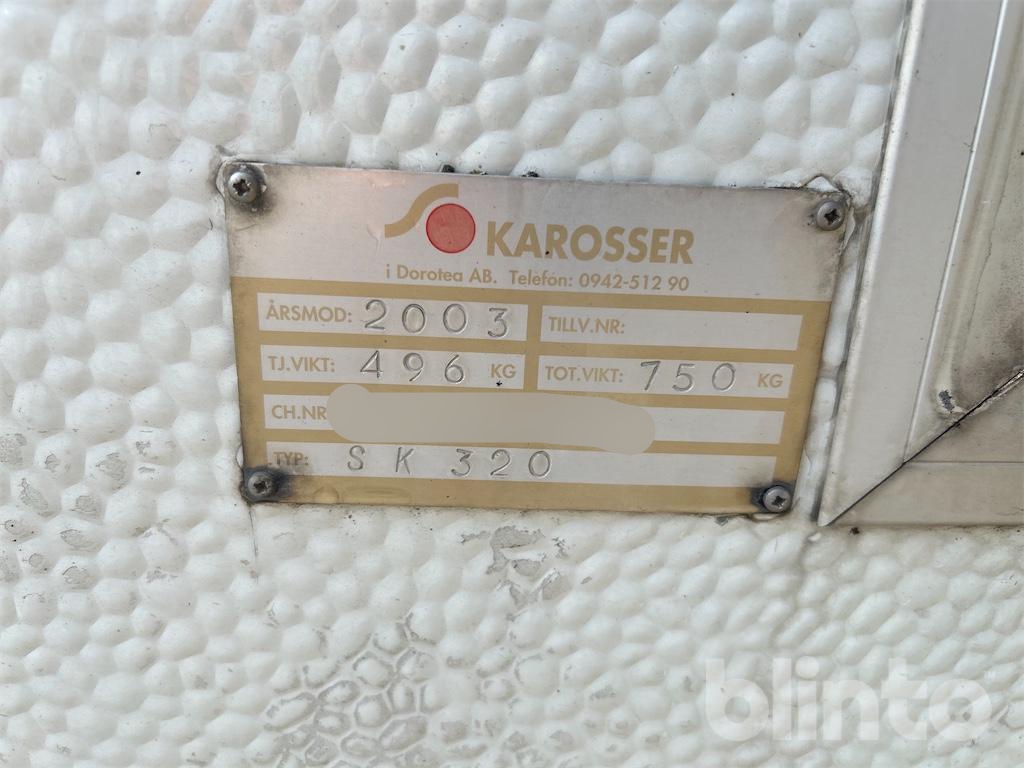 KAROSSER
i Dorotea AB. Telefon: 0942-512 90
ÅRSMOD: 2003 TILLV.NR:
TJ.VIKT: 496 KG TOT.VIKT: 750 KG
CH.NR
TYP: SK 320
blinto